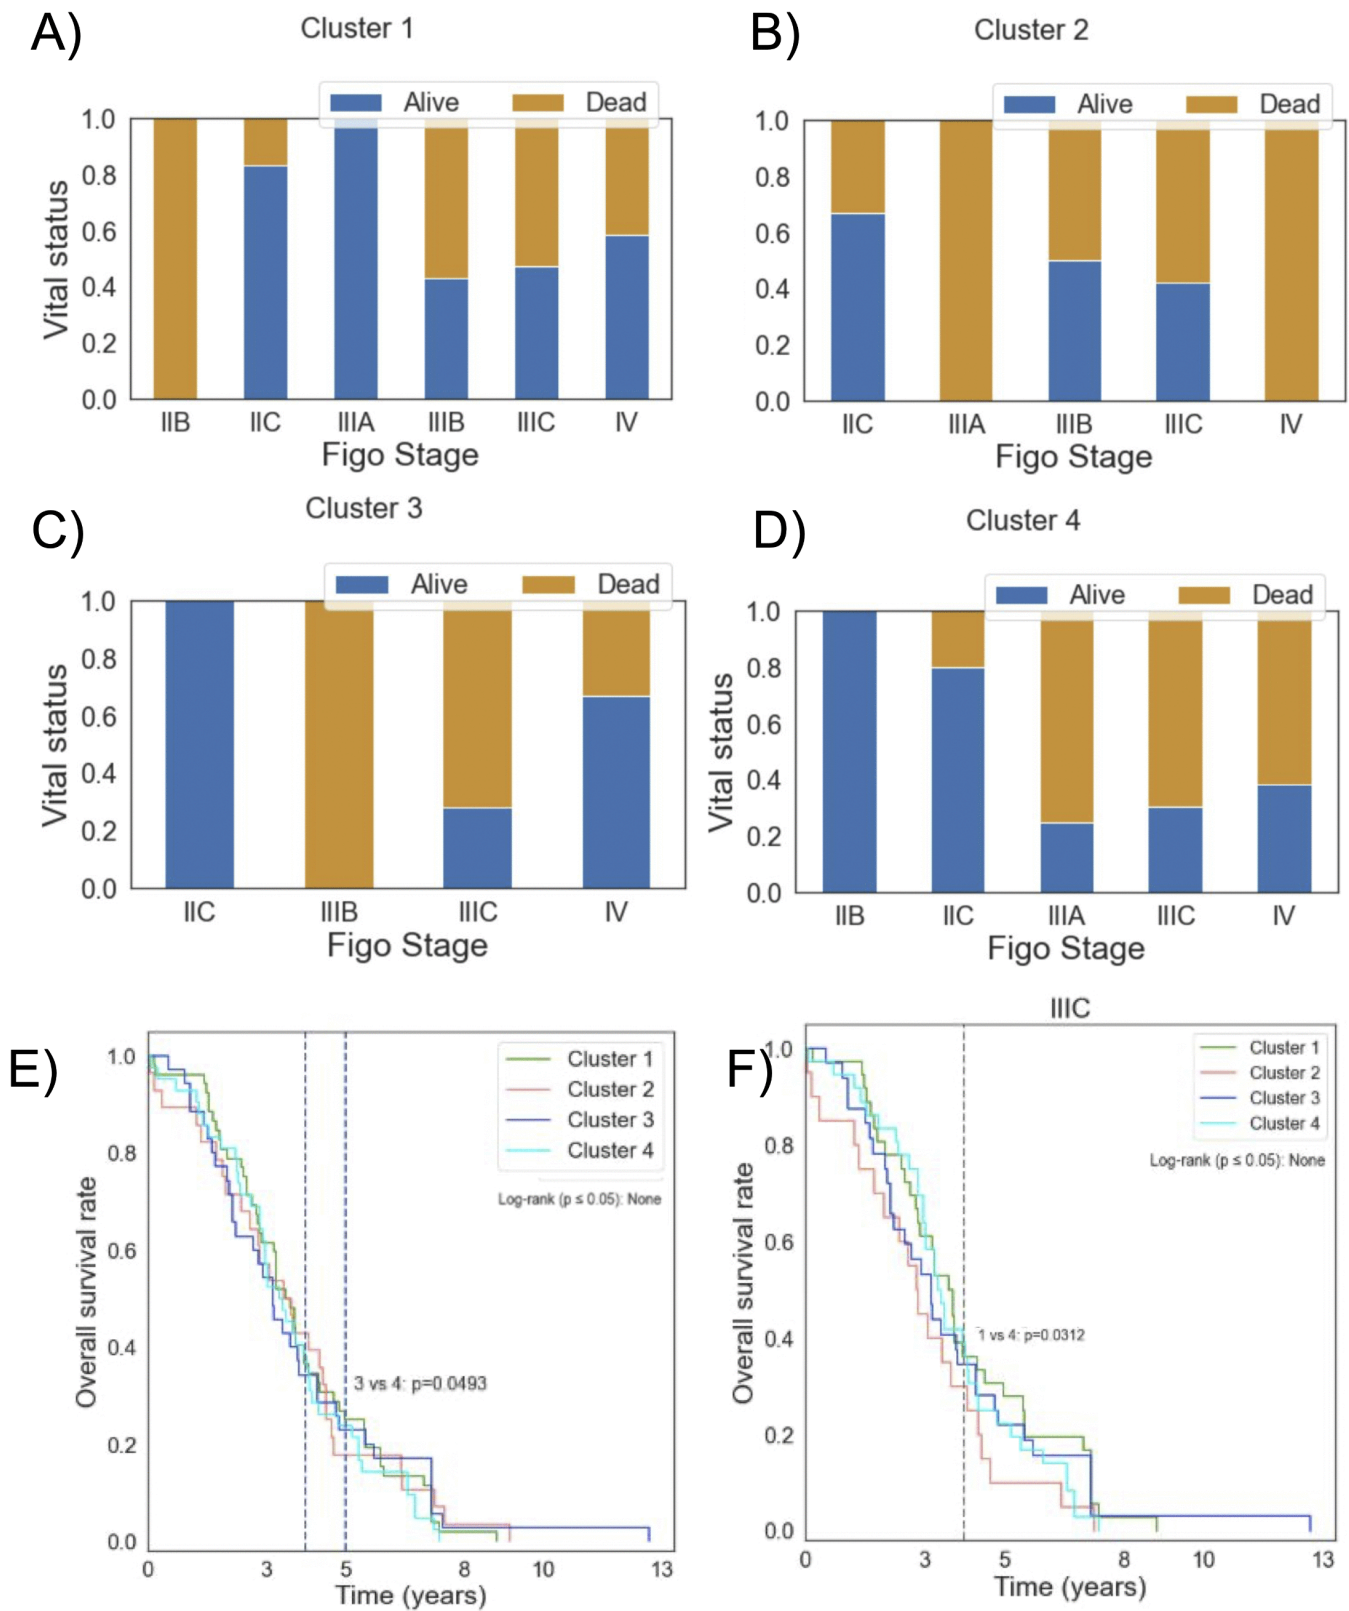 A)
Cluster 1
Alive Dead
1.0
0.8
0.6
0.4
0.2
0.0
Vital status
IIB IIC IIIA IIIB IIIC IV
Figo Stage
B)
Cluster 2
Alive Dead
1.0
0.8
0.6
0.4
0.2
0.0
IIC IIIA IIIB IIIC IV
Figo Stage
C)
Cluster 3
Alive Dead
1.0
0.8
0.6
0.4
0.2
0.0
Vital status
IIC IIIB IIIC IV
Figo Stage
D)
Cluster 4
Alive Dead
1.0
0.8
0.6
0.4
0.2
0.0
Vital status
IIB IIC IIIA IIIC IV
Figo Stage
E)
1.0
0.8
0.6
0.4
0.2
0.0
Overall survival rate
Cluster 1
Cluster 2
Cluster 3
Cluster 4
Log-rank (p ≤ 0.05): None
3 vs 4: p=0.0493
0 3 5 8 10 13
Time (years)
F)
IIIC
1.0
0.8
0.6
0.4
0.2
0.0
Overall survival rate
Cluster 1
Cluster 2
Cluster 3
Cluster 4
Log-rank (p ≤ 0.05): None
1 vs 4: p=0.0312
0 3 5 8 10 13
Time (years)